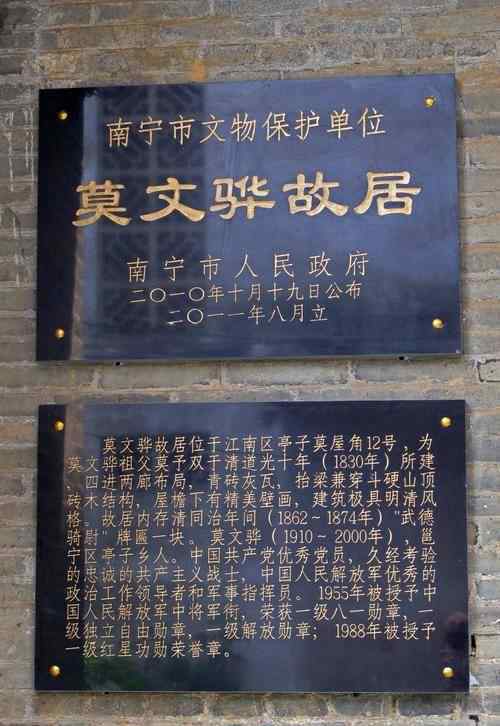 南宁市文物保护单位
莫文骅故居
南宁市人民政府
二〇一〇年十月十九日公布
二〇一一年八月立
莫文骅故居位于江南区亭子莫屋角12号，为
莫文骅祖父莫予双于清道光十年（1830年）所建
，四进两廊布局，青砖灰瓦，抬梁兼穿斗硬山顶
砖木结构，屋檐下有精美壁画，建筑极具明清风
格。故居内存清同治年间（1862～1874年）“武德
骑尉”牌匾一块。莫文骅（1910～2000年），邕
宁区亭子乡人。中国共产党优秀党员，久经考验
的忠诚的共产主义战士，中国人民解放军优秀的
政治工作领导者和军事指挥员。1955年被授予中
国人民解放军中将军衔，荣获一级八一勋章，一
级独立自由勋章，一级解放勋章；1988年被授予
一级红星功勋荣誉章。